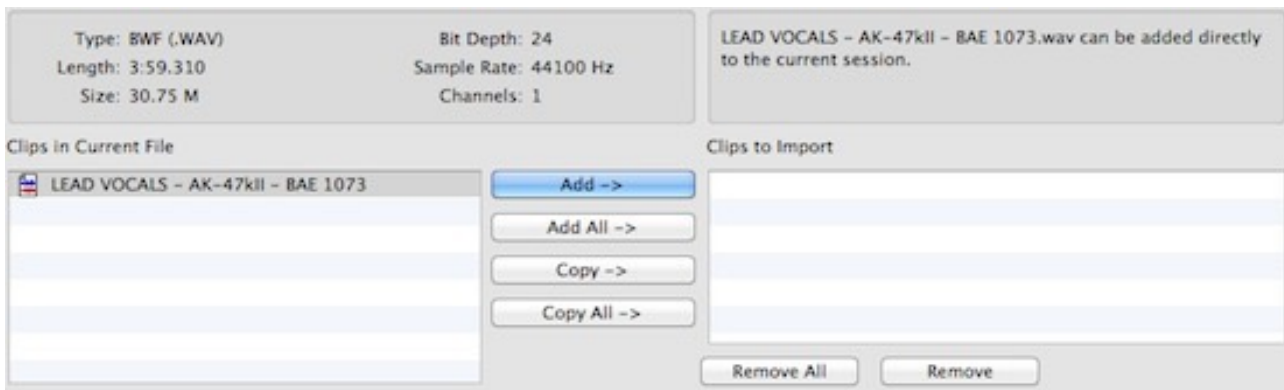 Type: BWF (.WAV) Bit Depth: 24
Length: 3:59.310 Sample Rate: 44100 Hz
Size: 30.75 M Channels: 1
LEAD VOCALS - AK-47kII - BAE 1073.wav can be added directly
to the current session.
Clips in Current File
LEAD VOCALS - AK-47kII - BAE 1073
Add ->
Add All ->
Copy ->
Copy All ->
Clips to Import
Remove All Remove